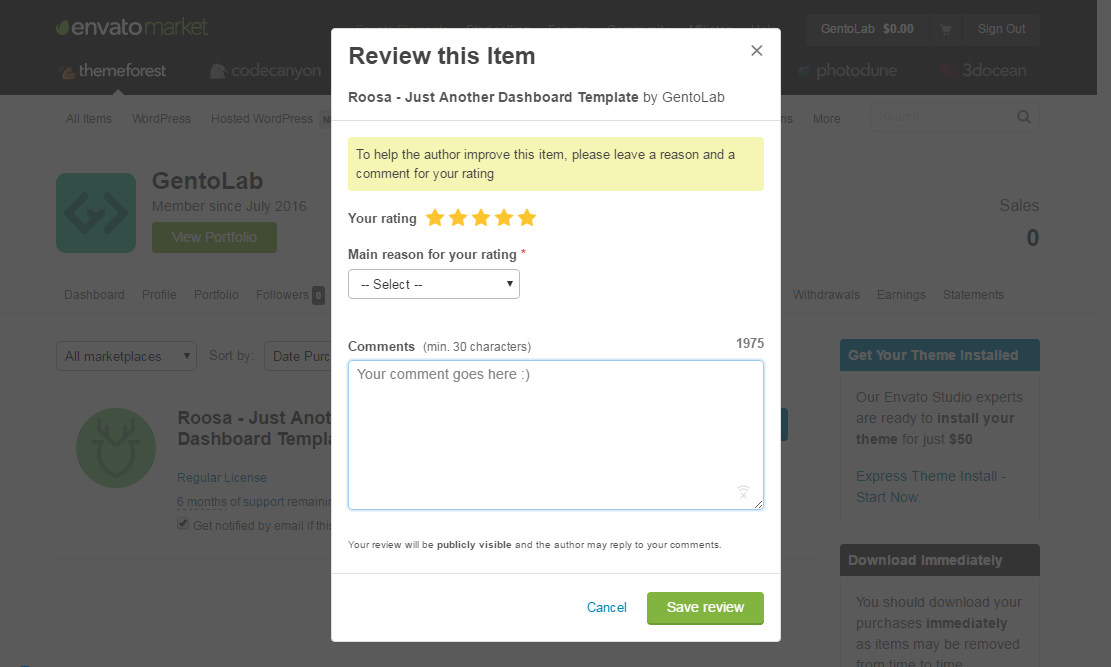 envato market
GentoLab $0.00
Sign Out
themeforest
codecanyon
photodune
3docean
All Items
WordPress
Hosted WordPress
More
Search
GentoLab
Member since July 2016
View Portfolio
Sales
0
Dashboard
Profile
Portfolio
Followers 0
Withdrawals
Earnings
Statements
All marketplaces
Sort by:
Date Purc
Roosa - Just Anot
Dashboard Templa
Regular License
6 months of support remainin
Get notified by email if this
Get Your Theme Installed
Our Envato Studio experts
are ready to install your
theme for just $50
Express Theme Install -
Start Now.
Download Immediately
You should download your
purchases immediately
as items may be removed
from time to time.
Review this Item
×
Roosa - Just Another Dashboard Template by GentoLab
To help the author improve this item, please leave a reason and a
comment for your rating
Your rating
Main reason for your rating *
-- Select --
Comments (min. 30 characters)
1975
Your comment goes here :)
Your review will be publicly visible and the author may reply to your comments.
Cancel
Save review